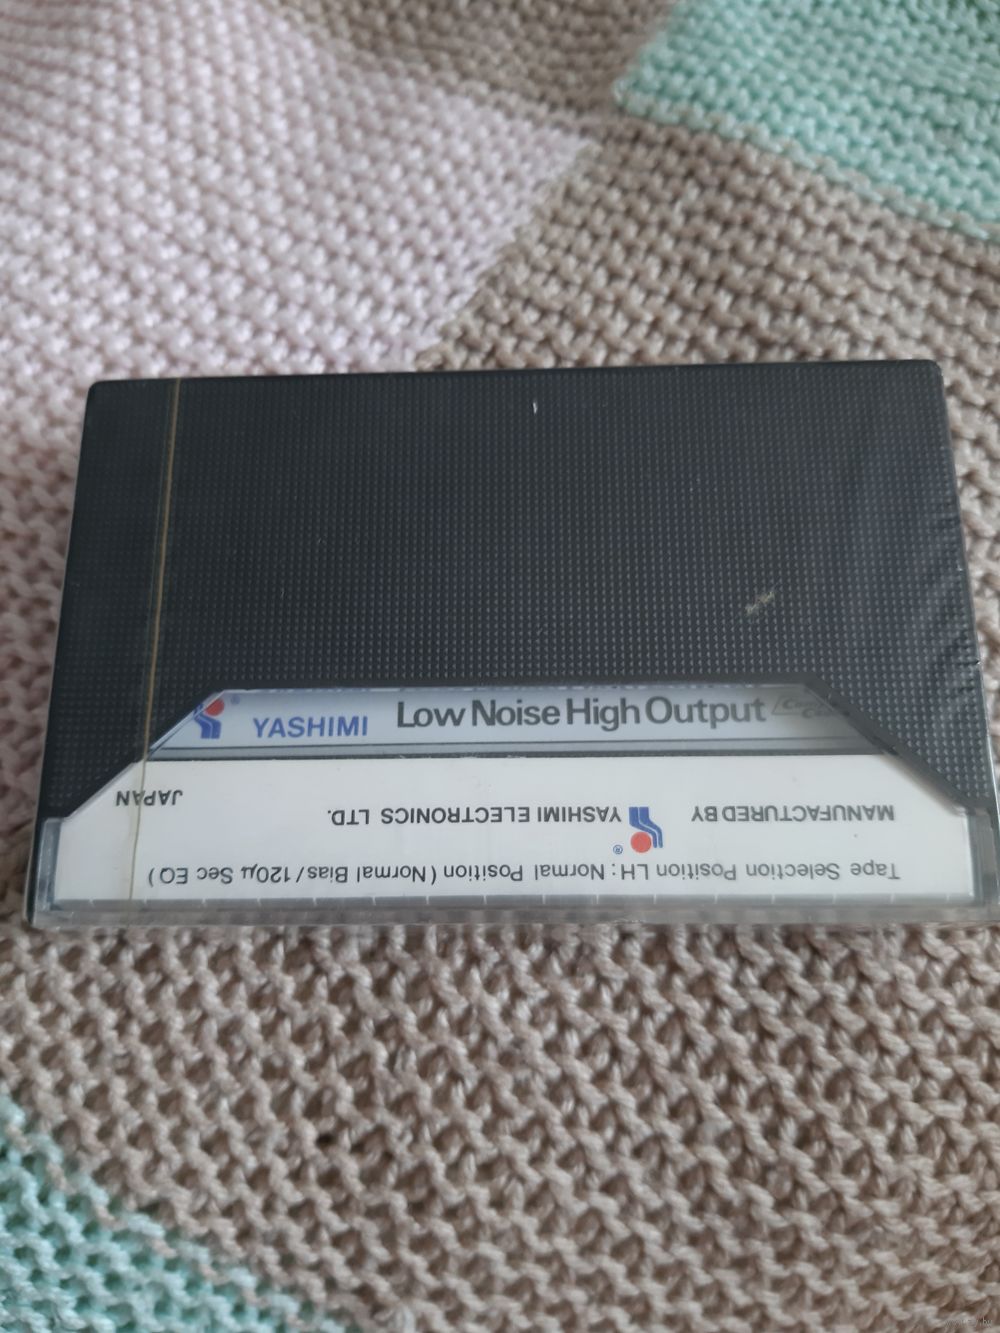 ® YASHIMI Low Noise High Output
Tape Selection Position LH : Normal Position ( Normal Bias / 120µ Sec EQ )
MANUFACTURED BY ® YASHIMI ELECTRONICS LTD.
JAPAN